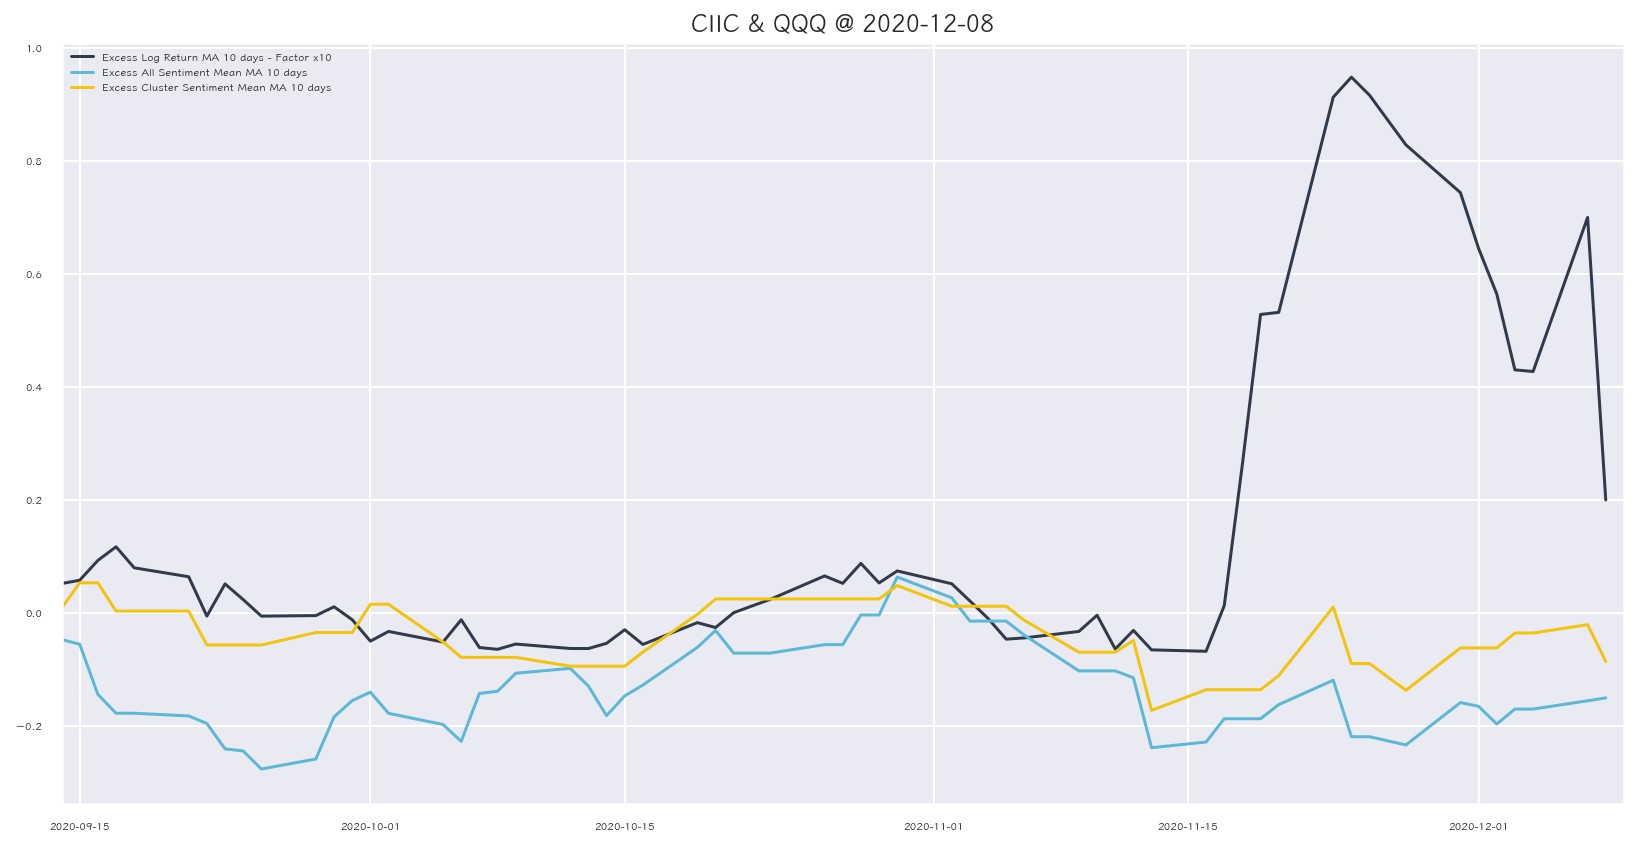 CIIC & QQQ @ 2020-12-08
Excess Log Return MA 10 days - Factor x10
Excess All Sentiment Mean MA 10 days
Excess Cluster Sentiment Mean MA 10 days
1.0
0.8
0.6
0.4
0.2
0.0
−0.2
2020-09-15 2020-10-01 2020-10-15 2020-11-01 2020-11-15 2020-12-01